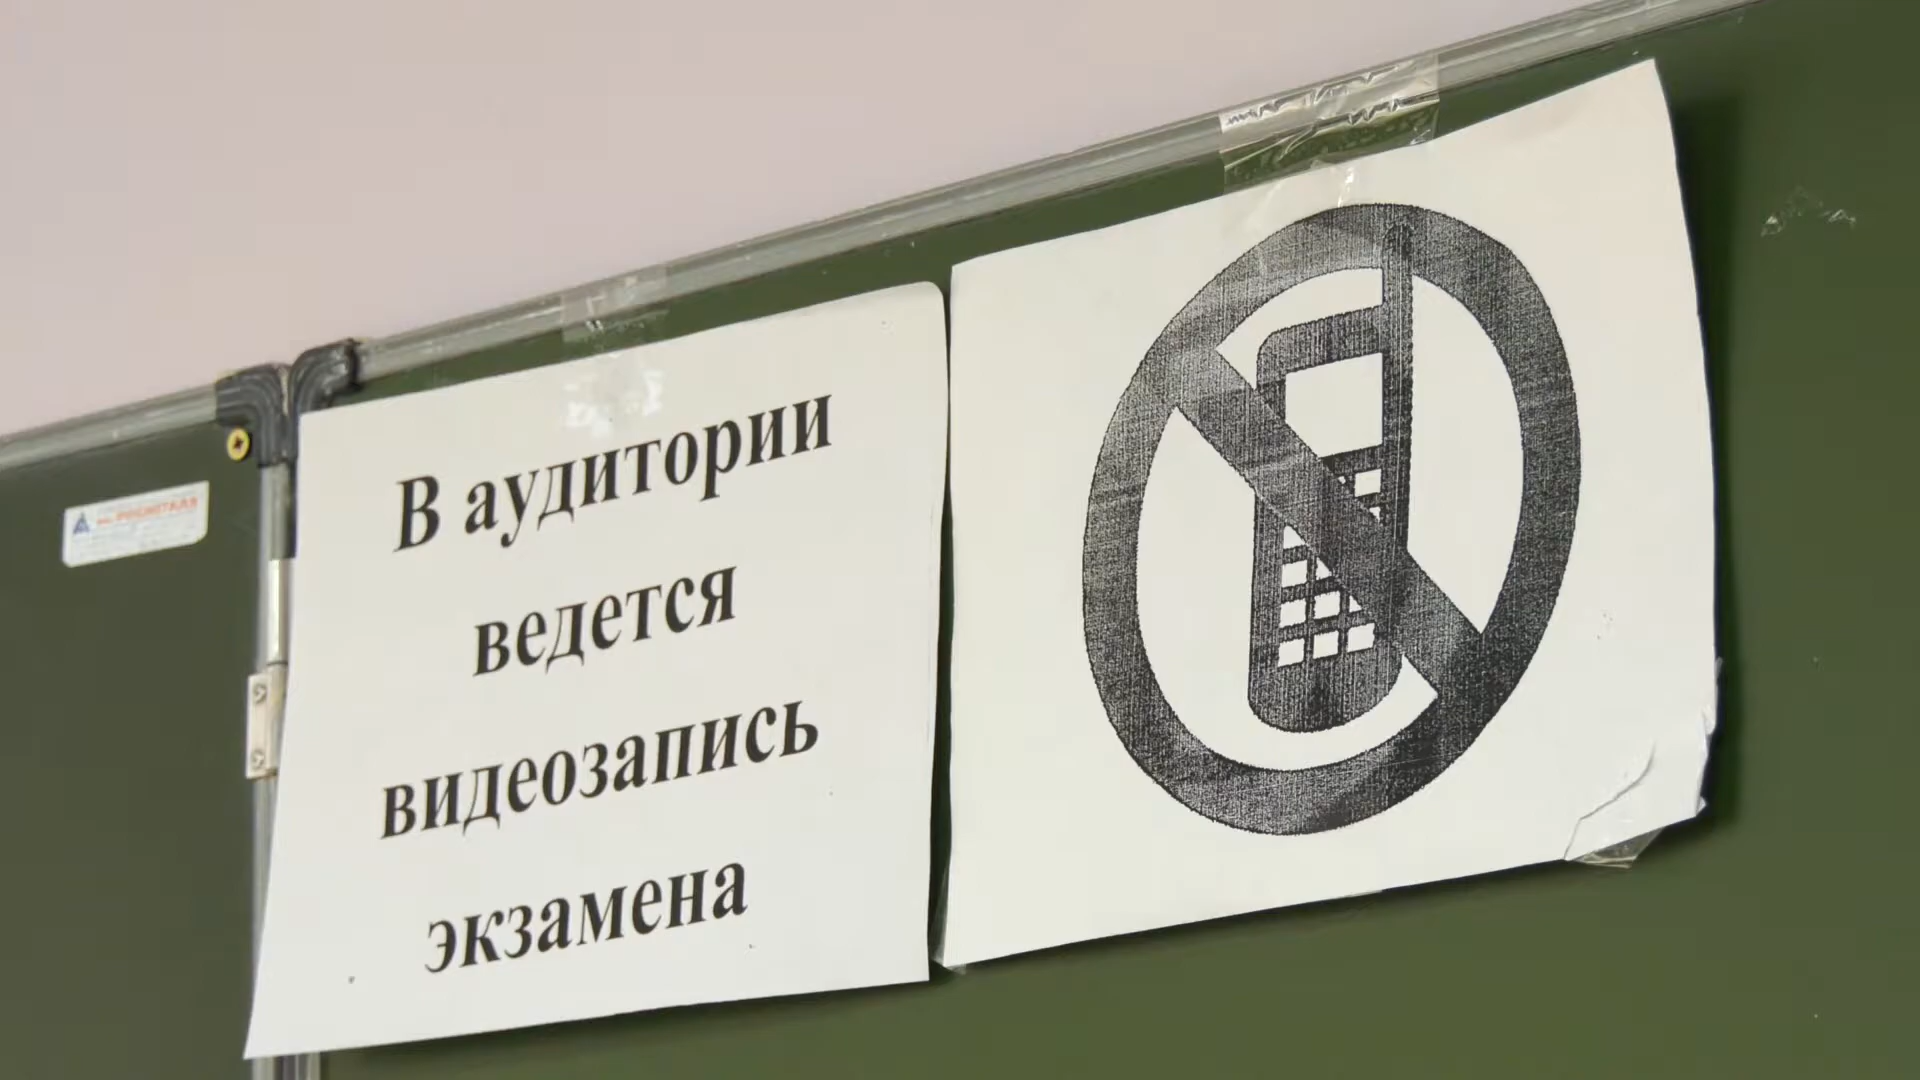 В аудитории
ведется
видеозапись
экзамена